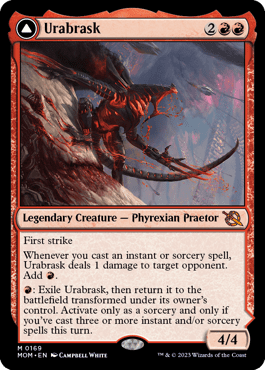 Urabrask 2
Legendary Creature — Phyrexian Praetor
First strike
Whenever you cast an instant or sorcery spell,
Urabrask deals 1 damage to target opponent.
Add .
: Exile Urabrask, then return it to the
battlefield transformed under its owner's
control. Activate only as a sorcery and only if
you've cast three or more instant and/or sorcery
spells this turn.
4/4
M 0169
MOM • EN CAMPBELL WHITE
™ & © 2023 Wizards of the Coast